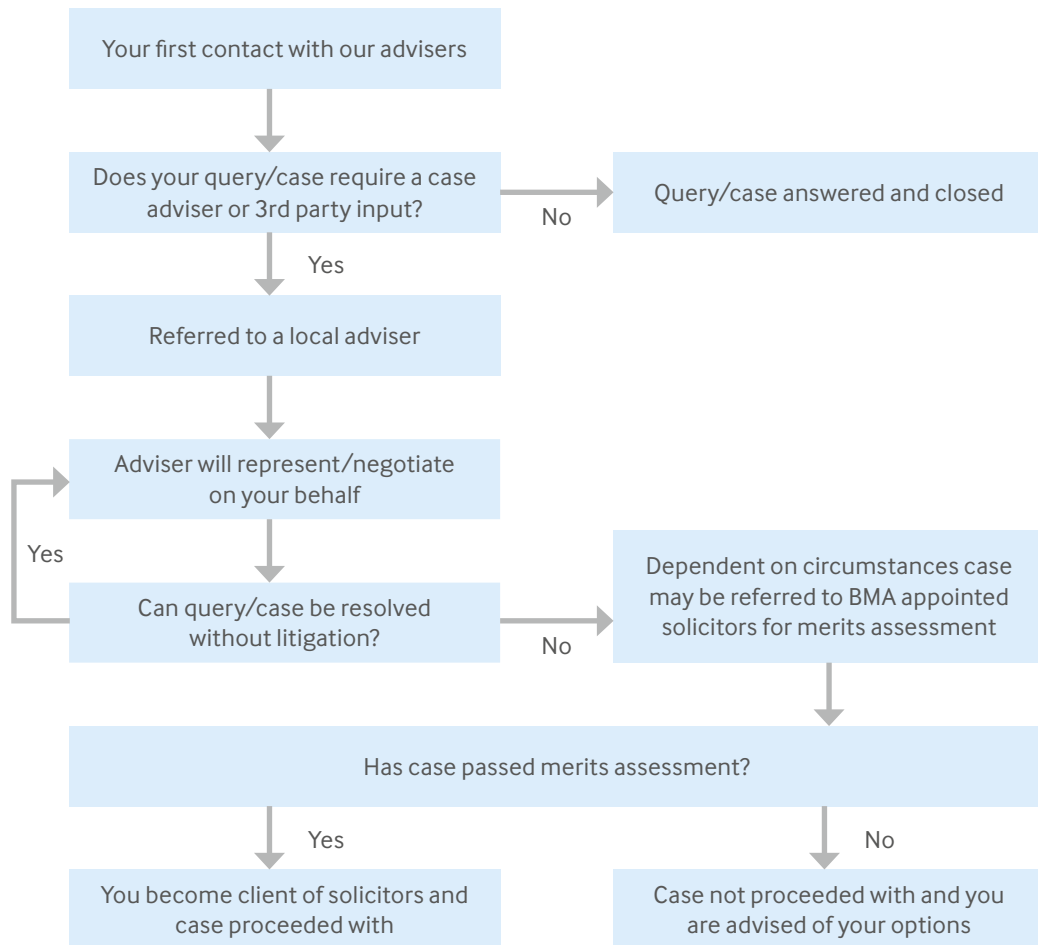 Your first contact with our advisers
Does your query/case require a case
adviser or 3rd party input?
No
Query/case answered and closed
Yes
Referred to a local adviser
Adviser will represent/negotiate
on your behalf
Yes
Can query/case be resolved
without litigation?
No
Dependent on circumstances case
may be referred to BMA appointed
solicitors for merits assessment
Has case passed merits assessment?
Yes
No
You become client of solicitors and
case proceeded with
Case not proceeded with and you
are advised of your options